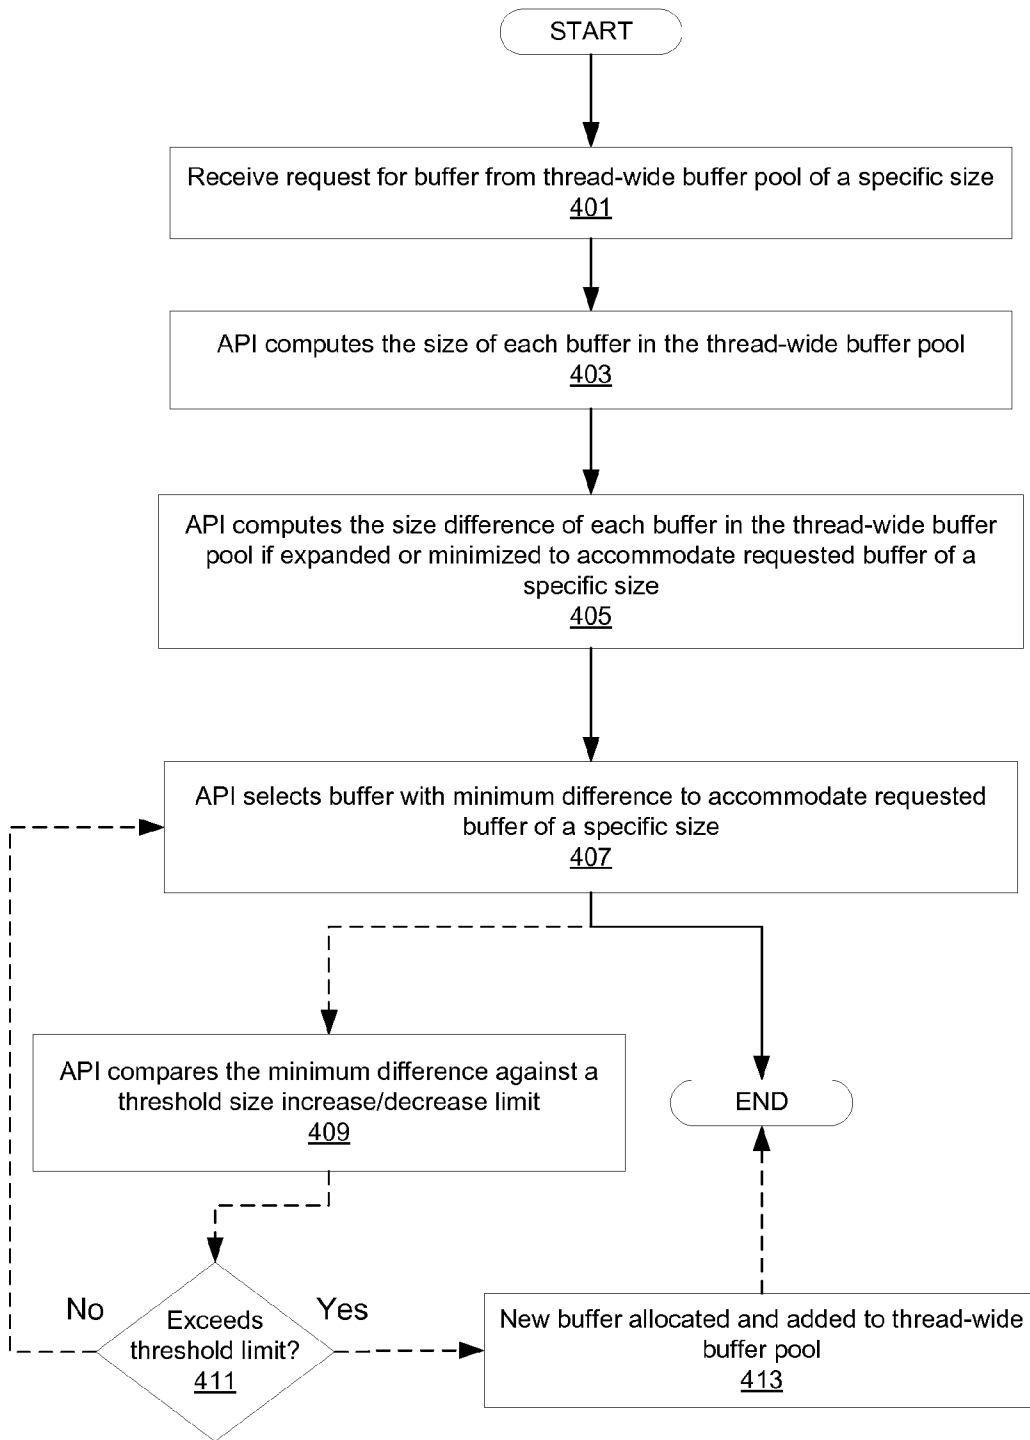 START
Receive request for buffer from thread-wide buffer pool of a specific size
401
API computes the size of each buffer in the thread-wide buffer pool
403
API computes the size difference of each buffer in the thread-wide buffer
pool if expanded or minimized to accommodate requested buffer of a
specific size
405
API selects buffer with minimum difference to accommodate requested
buffer of a specific size
407
API compares the minimum difference against a
threshold size increase/decrease limit
409
END
No
Exceeds
threshold limit?
411
Yes
New buffer allocated and added to thread-wide
buffer pool
413